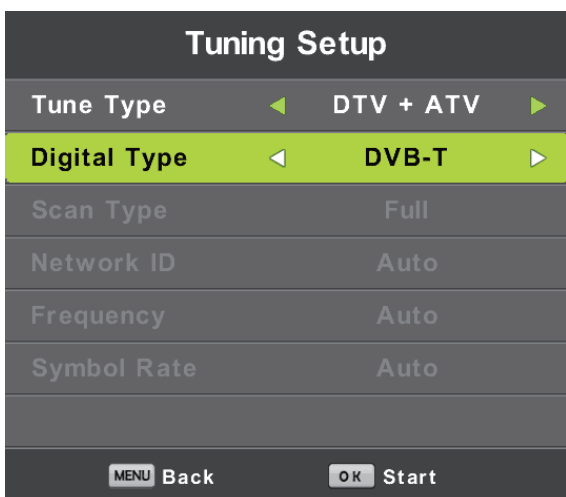 Tuning Setup
Tune Type DTV + ATV
Digital Type DVB-T
Scan Type Full
Network ID Auto
Frequency Auto
Symbol Rate Auto
MENU Back OK Start